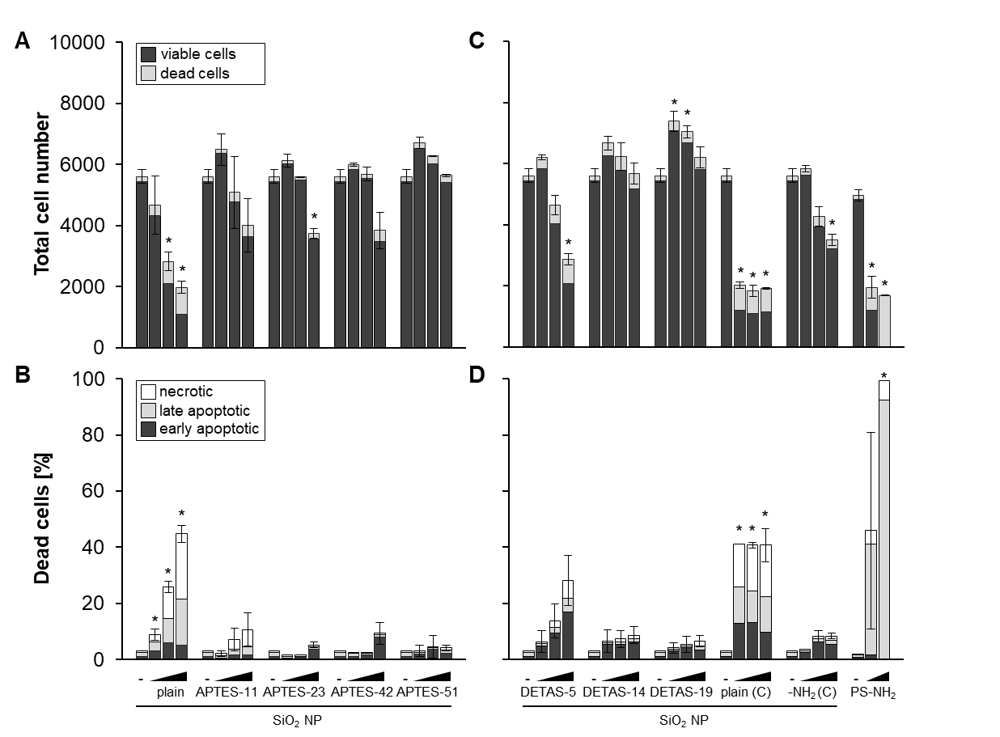 A
Total cell number
10000
8000
6000
4000
2000
0
viable cells
dead cells
*
*
*
C
*
*
*
*
*
*
*
*
*
B
Dead cells [%]
100
80
60
40
20
0
necrotic
late apoptotic
early apoptotic
*
*
*
- - - - -
plain APTES-11 APTES-23 APTES-42 APTES-51
SiO₂ NP
D
*
*
*
*
- - - - - -
DETAS-5 DETAS-14 DETAS-19 plain (C) -NH₂ (C) PS-NH₂
SiO₂ NP